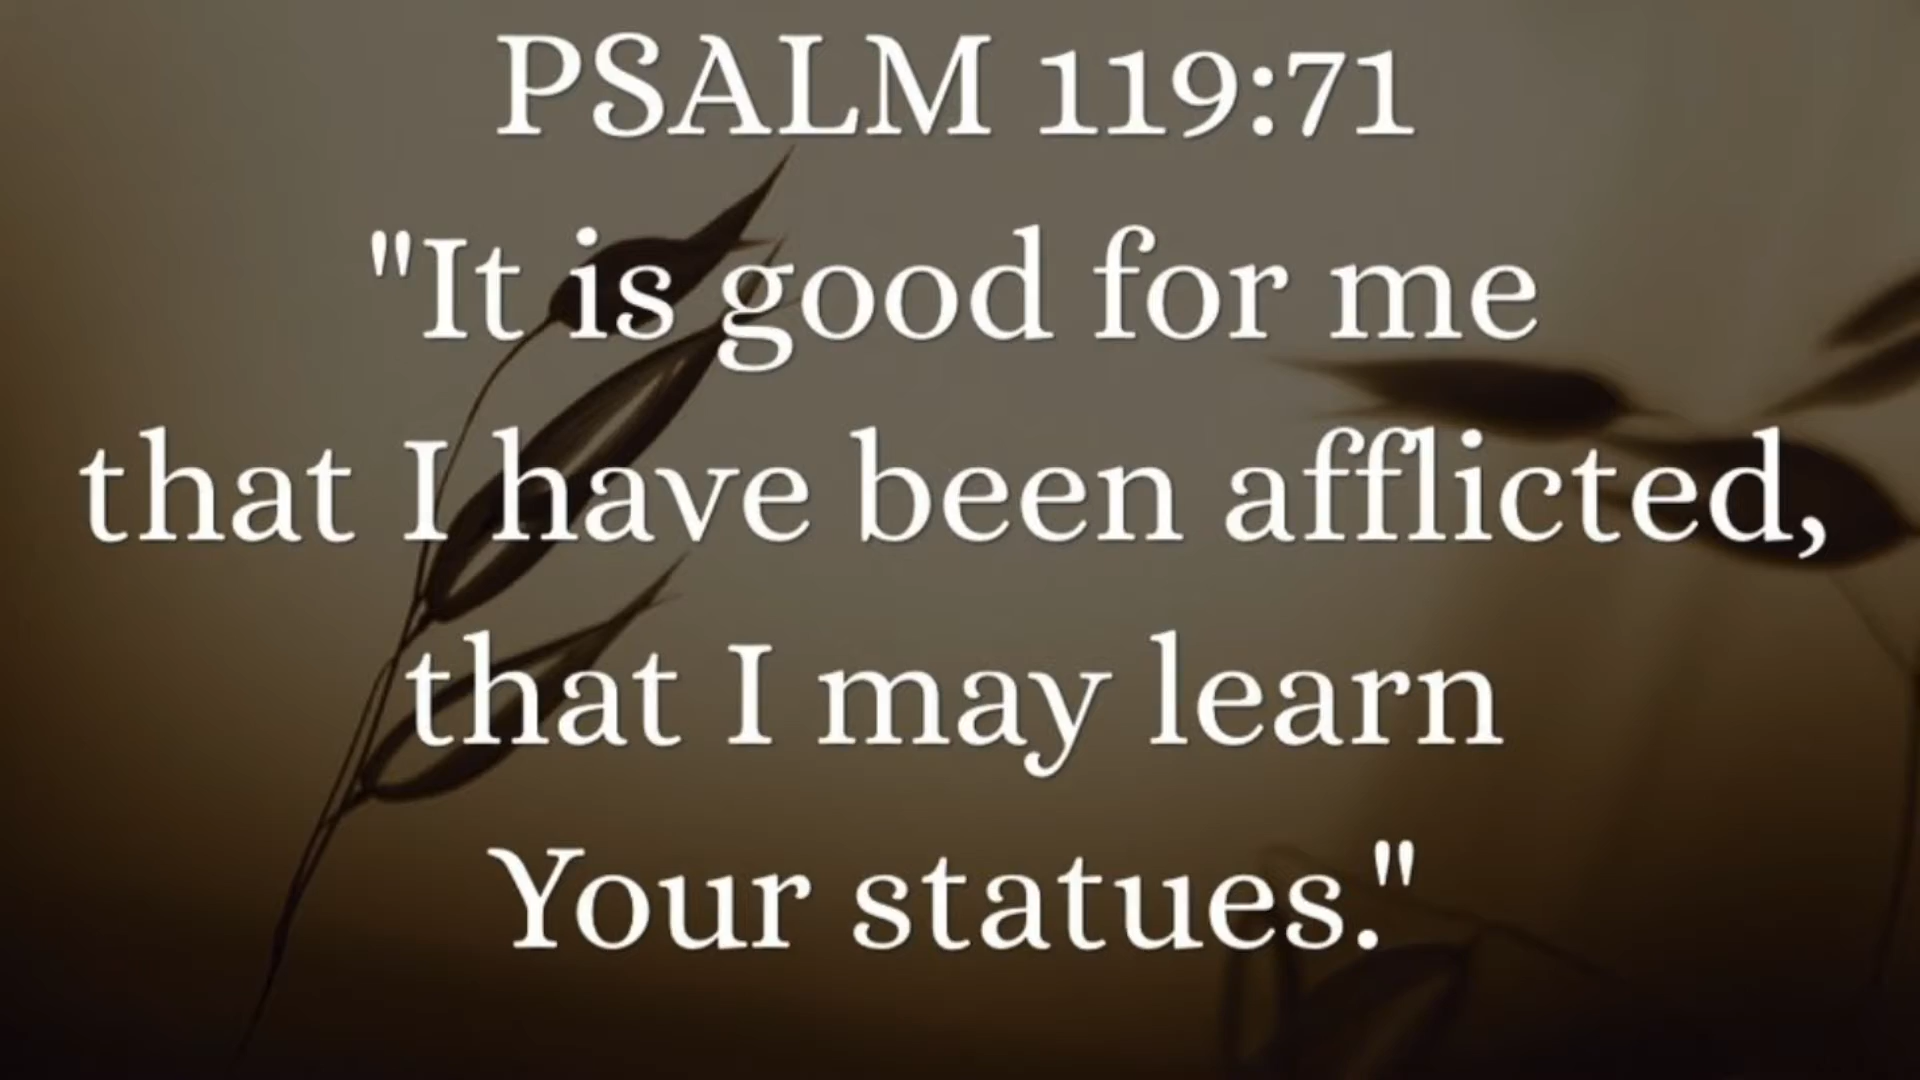 PSALM 119:71
"It is good for me
that I have been afflicted,
that I may learn
Your statues."